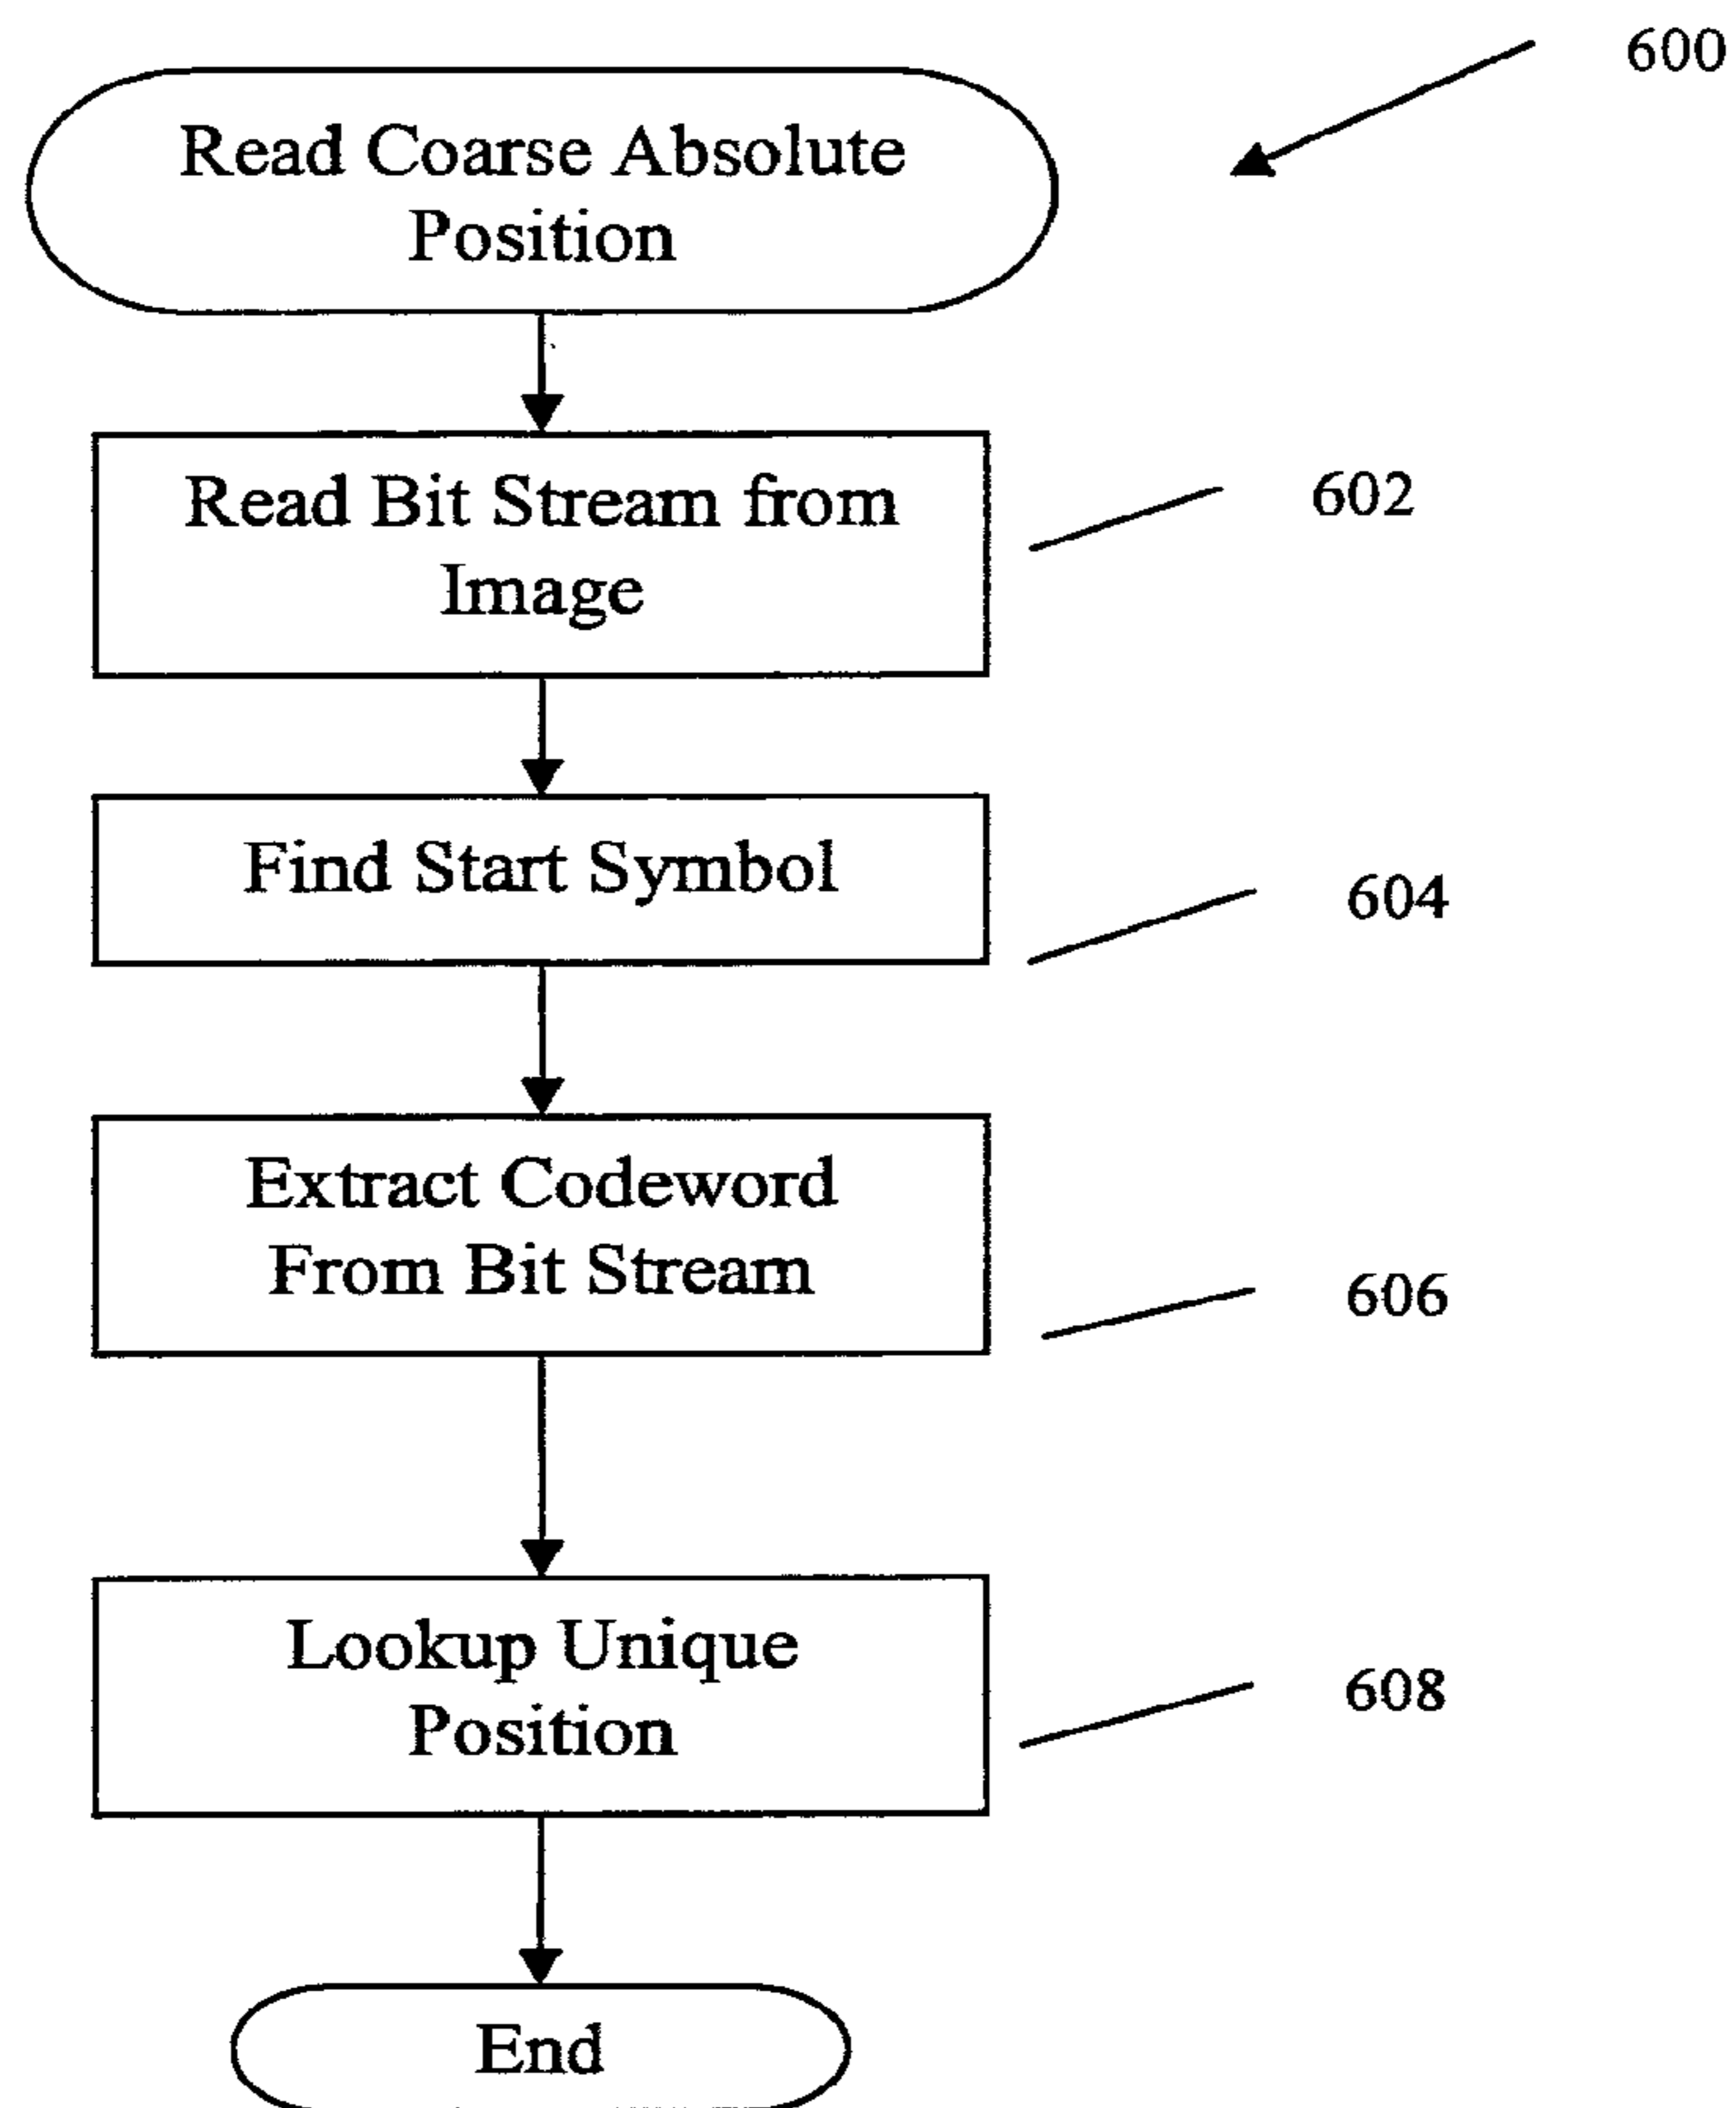 600
Read Coarse Absolute
Position
Read Bit Stream from
Image
602
Find Start Symbol
604
Extract Codeword
From Bit Stream
606
Lookup Unique
Position
608
End